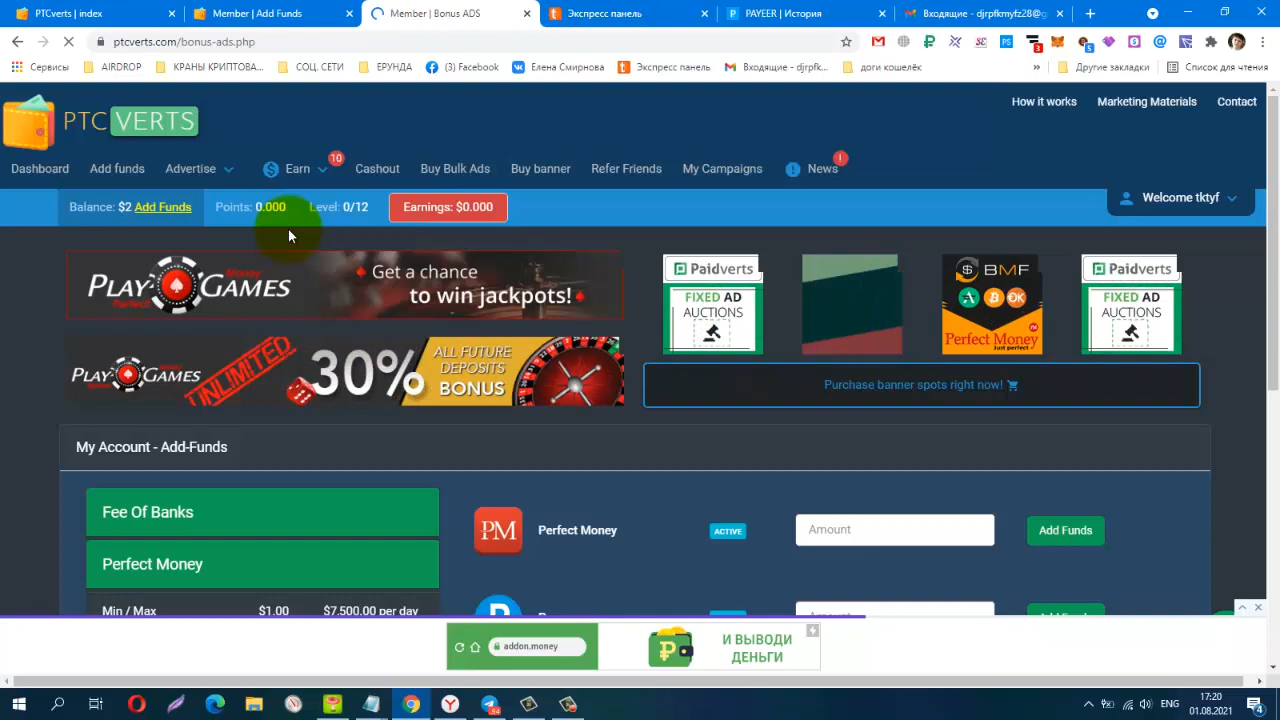 PTCverts | index
Member | Add Funds
Member | Bonus ADS
Экспресс панель
PAYEER | История
Входящие - djrpfkmyfz28@g
ptcverts.com/bonus-ads.php
Сервисы
AIRDROP
КРАНЫ КРИПТОВА...
СОЦ. СЕТИ
ЕРУНДА
(3) Facebook
Елена Смирнова
Экспресс панель
Входящие - djrpfk...
доги кошелёк
»
Другие закладки
Список для чтения
PTC VERTS
How it works
Marketing Materials
Contact
Dashboard
Add funds
Advertise
Earn
10
Cashout
Buy Bulk Ads
Buy banner
Refer Friends
My Campaigns
News
!
Balance: $2 Add Funds
Points: 0.000
Level: 0/12
Earnings: $0.000
Welcome tktyf
PLAY GAMES
Get a chance
to win jackpots!
Paidverts
FIXED AD
AUCTIONS
BMF
Perfect Money
Just perfect
Paidverts
FIXED AD
AUCTIONS
PLAY GAMES
UNLIMITED
30%
ALL FUTURE
DEPOSITS
BONUS
Purchase banner spots right now!
My Account - Add-Funds
Fee Of Banks
Perfect Money
Min / Max
$1.00
$7,500.00 per day
PM
Perfect Money
ACTIVE
Amount
Add Funds
addon.money
И ВЫВОДИ
ДЕНЬГИ
ENG
17:20
01.08.2021